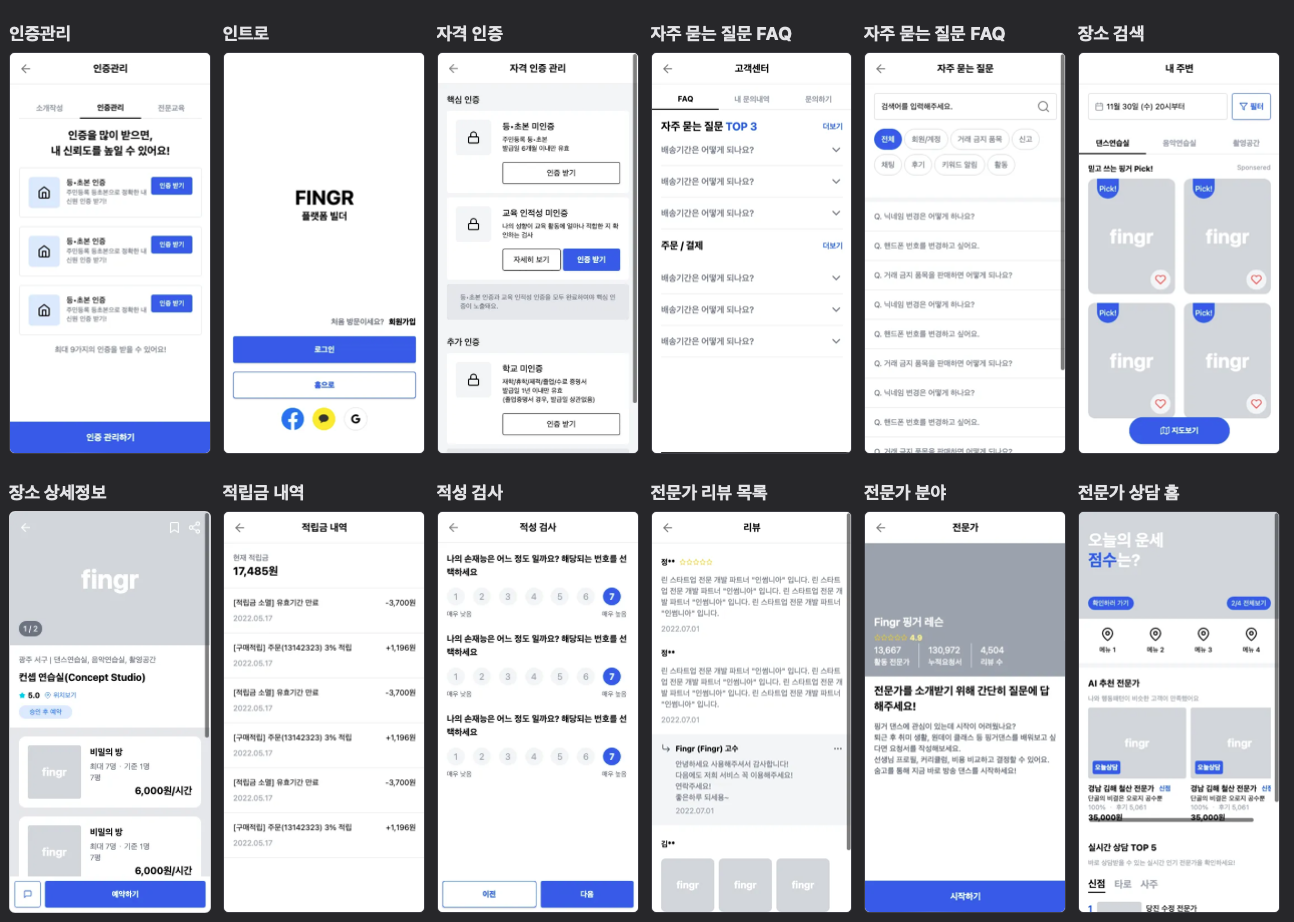 인증관리
인증관리
소개작성 인증관리 전문교육
인증을 많이 받으면,
내 신뢰도를 높일 수 있어요!
등•초본 인증
주민등록 등초본으로 정확한 내
신원 인증 받기!
인증 받기
등•초본 인증
주민등록 등초본으로 정확한 내
신원 인증 받기!
인증 받기
등•초본 인증
주민등록 등초본으로 정확한 내
신원 인증 받기!
인증 받기
최대 9가지의 인증을 받을 수 있어요!
인증 관리하기
인트로
FINGR
플랫폼 빌더
처음 방문이세요? 회원가입
로그인
홈으로
G
자격 인증
자격 인증 관리
핵심 인증
등•초본 미인증
주민등록 등•초본
발급일 6개월 이내만 유효
인증 받기
교육 인적성 미인증
나의 성향이 교육 활동에 얼마나 적합한 지 확
인하는 검사
자세히 보기 인증 받기
등•초본 인증과 교육 인적성 인증을 모두 완료하여야 핵심 인
증이 노출돼요.
추가 인증
학교 미인증
재학/휴학/제적/졸업/수료 증명서
발급일 1년 이내만 유효
(졸업증명서 경우, 발급일 상관없음)
인증 받기
자주 묻는 질문 FAQ
고객센터
FAQ 내 문의내역 문의하기
자주 묻는 질문 TOP 3 더보기
배송기간은 어떻게 되나요?
배송기간은 어떻게 되나요?
배송기간은 어떻게 되나요?
주문 / 결제 더보기
배송기간은 어떻게 되나요?
배송기간은 어떻게 되나요?
배송기간은 어떻게 되나요?
자주 묻는 질문 FAQ
자주 묻는 질문
검색어를 입력해주세요.
전체 회원/계정 거래 금지 품목 신고
채팅 후기 키워드 알림 활동
Q. 닉네임 변경은 어떻게 하나요?
Q. 핸드폰 번호를 변경하고 싶어요.
Q. 거래 금지 품목을 판매하면 어떻게 되나요?
Q. 닉네임 변경은 어떻게 하나요?
Q. 핸드폰 번호를 변경하고 싶어요.
Q. 거래 금지 품목을 판매하면 어떻게 되나요?
Q. 닉네임 변경은 어떻게 하나요?
Q. 핸드폰 번호를 변경하고 싶어요.
Q. 거래 금지 품목을 판매하면 어떻게 되나요?
장소 검색
내 주변
11월 30일 (수) 20시부터 필터
댄스연습실 음악연습실 촬영공간
믿고 쓰는 핑거 Pick! Sponsored
Pick! Pick!
fingr fingr
Pick! Pick!
fingr fingr
지도보기
장소 상세정보
fingr
1 / 2
광주 서구 | 댄스연습실, 음악연습실, 촬영공간
컨셉 연습실(Concept Studio)
5.0 위치보기
승인 후 예약
fingr
비밀의 방
최대 7명 · 기준 1명
7평
6,000원/시간
fingr
비밀의 방
최대 7명 · 기준 1명
7평
6,000원/시간
예약하기
적립금 내역
적립금 내역
현재 적립금
17,485원
[적립금 소멸] 유효기간 만료 -3,700원
2022.05.17
[구매적립] 주문(13142323) 3% 적립 +1,196원
2022.05.17
[적립금 소멸] 유효기간 만료 -3,700원
2022.05.17
[구매적립] 주문(13142323) 3% 적립 +1,196원
2022.05.17
[적립금 소멸] 유효기간 만료 -3,700원
2022.05.17
[구매적립] 주문(13142323) 3% 적립 +1,196원
2022.05.17
적성 검사
적성 검사
나의 손재능은 어느 정도 일까요? 해당되는 번호를 선
택하세요
1 2 3 4 5 6 7
매우 낮음 매우 높음
나의 손재능은 어느 정도 일까요? 해당되는 번호를 선
택하세요
1 2 3 4 5 6 7
매우 낮음 매우 높음
나의 손재능은 어느 정도 일까요? 해당되는 번호를 선
택하세요
1 2 3 4 5 6 7
매우 낮음 매우 높음
이전 다음
전문가 리뷰 목록
리뷰
정**
린 스타트업 전문 개발 파트너 "인썸니아" 입니다. 린 스타트
업 전문 개발 파트너 "인썸니아" 입니다. 린 스타트업 전문 개
발 파트너 "인썸니아" 입니다. 린 스타트업 전문 개발 파트너
"인썸니아" 입니다.
2022.07.01
정**
린 스타트업 전문 개발 파트너 "인썸니아" 입니다. 린 스타트
업 전문 개발 파트너 "인썸니아" 입니다. 린 스타트업 전문 개
발 파트너 "인썸니아" 입니다. 린 스타트업 전문 개발 파트너
"인썸니아" 입니다.
2022.07.01
Fingr (Fingr) 고수
안녕하세요 사용해주셔서 감사합니다!
다음에도 저희 서비스 꼭 이용해주세요!
연락주세요!
좋은하루 되세용~
2022.07.01
김**
fingr fingr fingr
전문가 분야
전문가
Fingr 핑거 레슨
4.9
13,667 130,972 4,504
활동 전문가 누적요청서 리뷰 수
전문가를 소개받기 위해 간단히 질문에 답
해주세요!
핑거 댄스에 관심이 있는데 시작이 어려웠나요?
퇴근 후 취미 생활, 원데이 클래스 등 핑거댄스를 배워보고 싶
다면 요청서를 작성해보세요.
선생님 프로필, 커리큘럼, 비용 비교하고 결정할 수 있어요.
숨고를 통해 지금 바로 방송 댄스를 시작하세요!
시작하기
전문가 상담 홈
오늘의 운세
점수는?
확인하러 가기 2/4 전체보기
메뉴 1 메뉴 2 메뉴 3 메뉴 4
AI 추천 전문가
나와 행동패턴이 비슷한 고객이 만족했어요
fingr fingr
오늘상담 오늘상담
경남 김해 철산 전문가 신점 경남 김해 철산 전문가
단골의 비결은 오로지 공수뿐 단골의 비결은 오로지 공수뿐
100% · 후기 5,061 100% · 후기 5,061
35,000원 35,000원
실시간 상담 TOP 5
바로 상담받을 수 있는 실시간 인기 전문가를 확인하세요!
신점 타로 사주
1 당진 수정 전문가